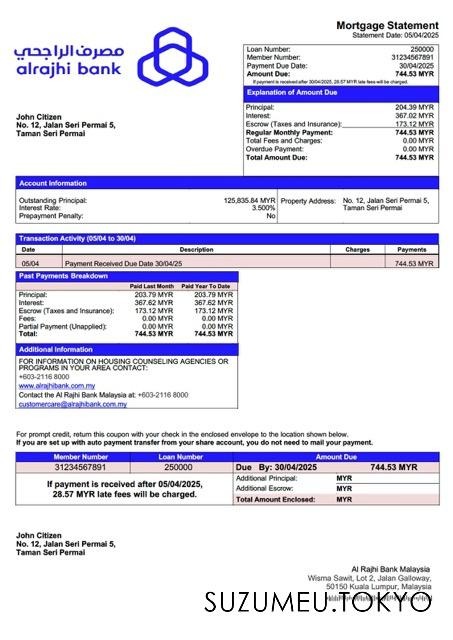 Mortgage Statement
Statement Date: 05/04/2025
مصرف الراجحي
alrajhi bank
Loan Number: 250000
Member Number: 31234567891
Payment Due Date 30/04/2025
Amount Due: 744.53 MYR
If payment is received after 30/04/2025, 28.57 MYR late fees will be charged.
Explanation of Amount Due
Principal: 204.39 MYR
Interest: 367.02 MYR
Escrow (Taxes and Insurance): 173.12 MYR
Regular Monthly Payment: 744.53 MYR
Total Fees and Charges: 0.00 MYR
Overdue Payment: 0.00 MYR
Total Amount Due: 744.53 MYR
John Citizen
No. 12, Jalan Seri Permai 5,
Taman Seri Permai
Account Information
Outstanding Principal: 125,835.84 MYR
Interest Rate: 3.500%
Prepayment Penalty: No
Property Address: No. 12, Jalan Seri Permai 5,
Taman Seri Permai
Transaction Activity (05/04 to 30/04)
Date Description Charges Payments
05/04 Payment Received Due Date 30/04/25 744.53 MYR
Past Payments Breakdown
Paid Last Month Paid Year To Date
Principal: 203.79 MYR 203.79 MYR
Interest: 367.62 MYR 367.62 MYR
Escrow (Taxes and Insurance): 173.12 MYR 173.12 MYR
Fees: 0.00 MYR 0.00 MYR
Partial Payment (Unapplied): 0.00 MYR 0.00 MYR
Total: 744.53 MYR 744.53 MYR
Additional Information
FOR INFORMATION ON HOUSING COUNSELING AGENCIES OR
PROGRAMS IN YOUR AREA CONTACT:
+603-2116 8000
www.alrajhibank.com.my
Contact the Al Rajhi Bank Malaysia at: +603-2116 8000
customercare@alrajhibank.com.my
For prompt credit, return this coupon with your check in the enclosed envelope to the location shown below.
If you are set up with auto payment transfer from your share account, you do not need to mail your payment.
Member Number Loan Number Amount Due
31234567891 250000 Due By: 30/04/2025 744.53 MYR
If payment is received after 05/04/2025,
28.57 MYR late fees will be charged.
Additional Principal: MYR
Additional Escrow: MYR
Total Amount Enclosed: MYR
John Citizen
No. 12, Jalan Seri Permai 5,
Taman Seri Permai
Al Rajhi Bank Malaysia
Wisma Sawit, Lot 2, Jalan Galloway,
50150 Kuala Lumpur, Malaysia
SUZUMEU.TOKYO